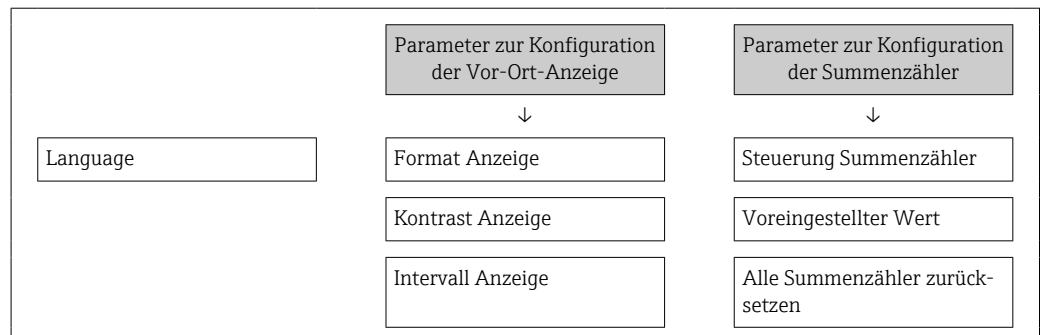 Parameter zur Konfiguration
der Vor-Ort-Anzeige
Parameter zur Konfiguration
der Summenzähler
↓
↓
Language
Format Anzeige
Steuerung Summenzähler
Kontrast Anzeige
Voreingestellter Wert
Intervall Anzeige
Alle Summenzähler zurück-
setzen